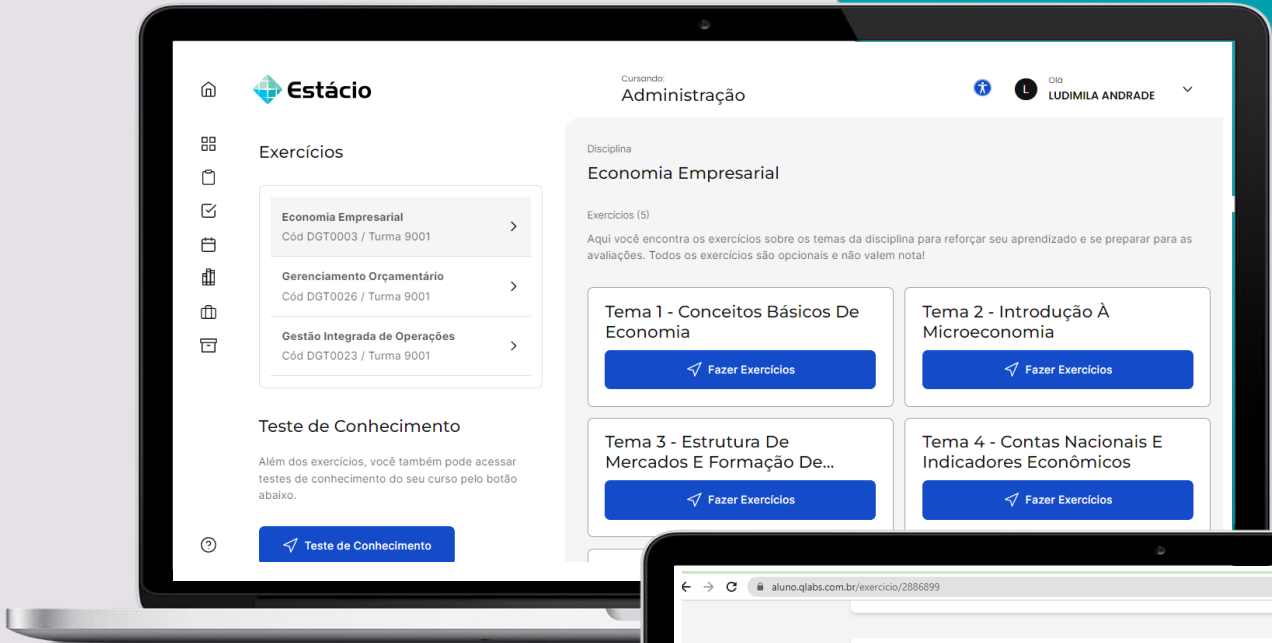 Estácio
Cursando:
Administração
Olá
L
LUDIMILA ANDRADE
Exercícios
Economia Empresarial
Cód DGT0003 / Turma 9001
Gerenciamento Orçamentário
Cód DGT0026 / Turma 9001
Gestão Integrada de Operações
Cód DGT0023 / Turma 9001
Teste de Conhecimento
Além dos exercícios, você também pode acessar
testes de conhecimento do seu curso pelo botão
abaixo.
Teste de Conhecimento
Disciplina
Economia Empresarial
Exercícios (5)
Aqui você encontra os exercícios sobre os temas da disciplina para reforçar seu aprendizado e se preparar para as
avaliações. Todos os exercícios são opcionais e não valem nota!
Tema 1 - Conceitos Básicos De
Economia
Fazer Exercícios
Tema 2 - Introdução À
Microeconomia
Fazer Exercícios
Tema 3 - Estrutura De
Mercados E Formação De...
Fazer Exercícios
Tema 4 - Contas Nacionais E
Indicadores Econômicos
Fazer Exercícios
aluno.qlabs.com.br/exercicio/2886899